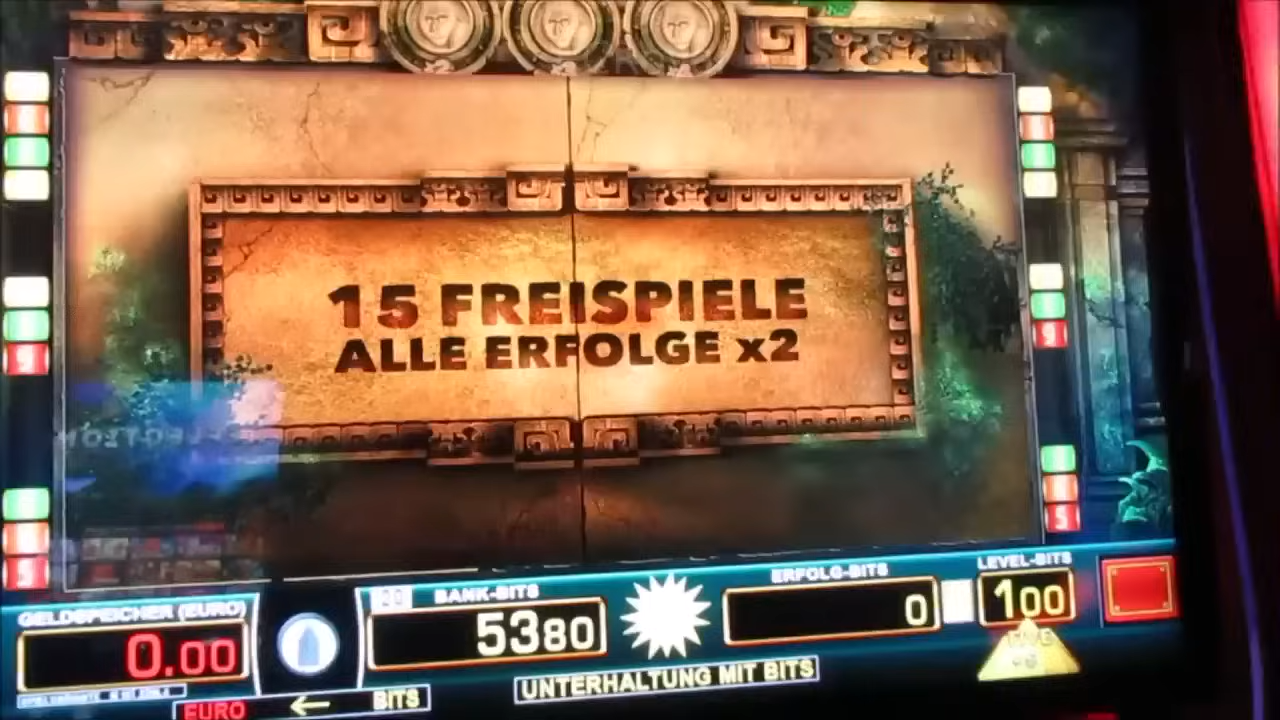 15 FREISPIELE
ALLE ERFOLGE x2
GELDSPEICHER (EURO)
0.00
BANK-BITS
5380
ERFOLG-BITS
0
LEVEL-BITS
100
EURO
BITS
UNTERHALTUNG MIT BITS